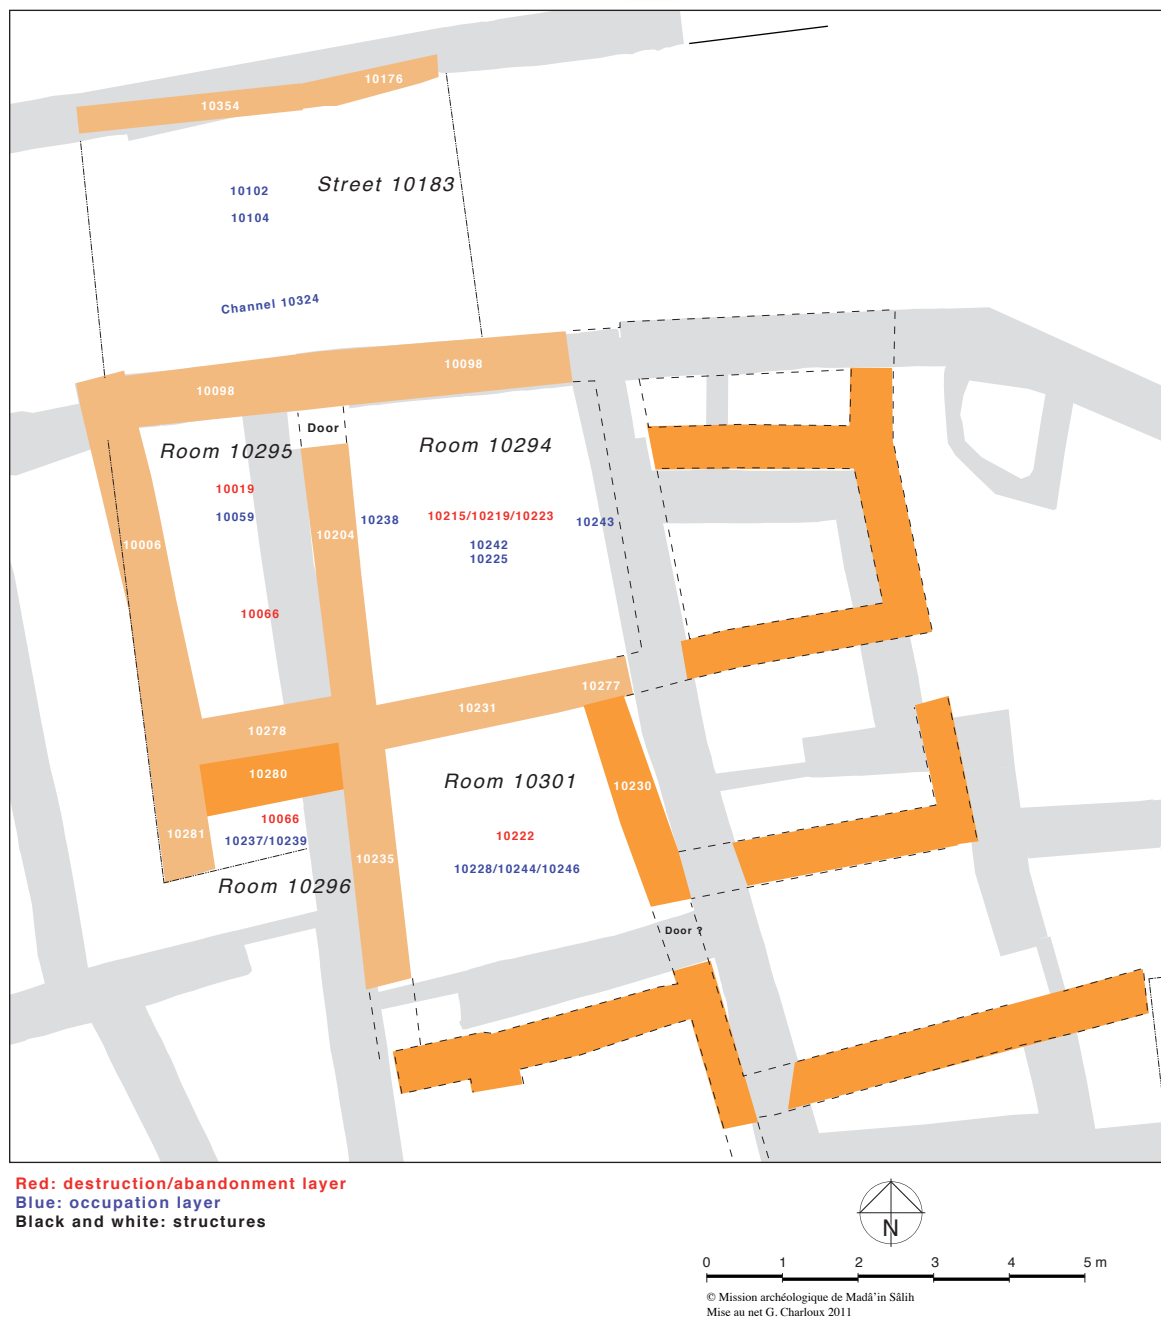 10176
10354
Street 10183
10102
10104
Channel 10324
10098
10098
Door
Room 10295
Room 10294
10019
10059
10238
10215/10219/10223
10243
10204
10006
10242
10225
10066
10277
10231
10278
10280
Room 10301
10230
10066
10281
10237/10239
10222
10235
10228/10244/10246
Room 10296
Door ?
Red: destruction/abandonment layer
Blue: occupation layer
Black and white: structures
N
0 1 2 3 4 5 m
© Mission archéologique de Madâ'in Sâlih
Mise au net G. Charloux 2011